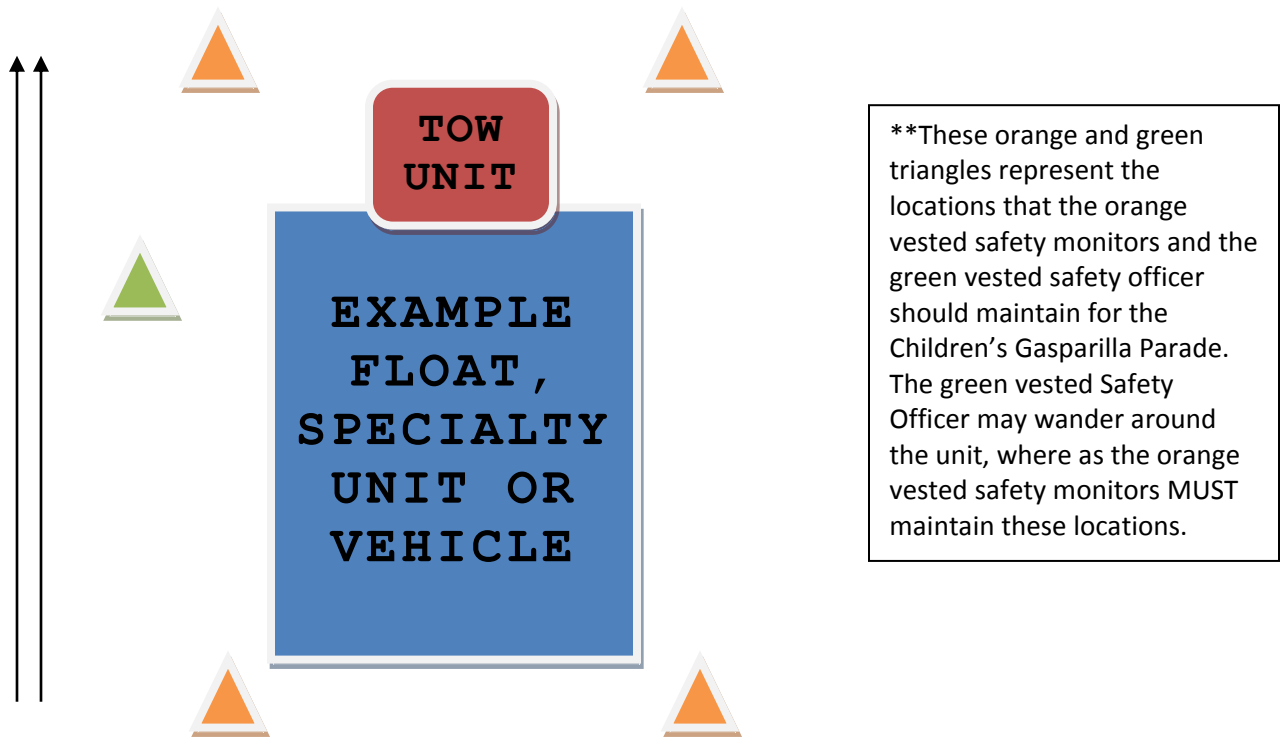 TOW
UNIT
EXAMPLE
FLOAT,
SPECIALTY
UNIT OR
VEHICLE
**These orange and green
triangles represent the
locations that the orange
vested safety monitors and the
green vested safety officer
should maintain for the
Children’s Gasparilla Parade.
The green vested Safety
Officer may wander around
the unit, where as the orange
vested safety monitors MUST
maintain these locations.